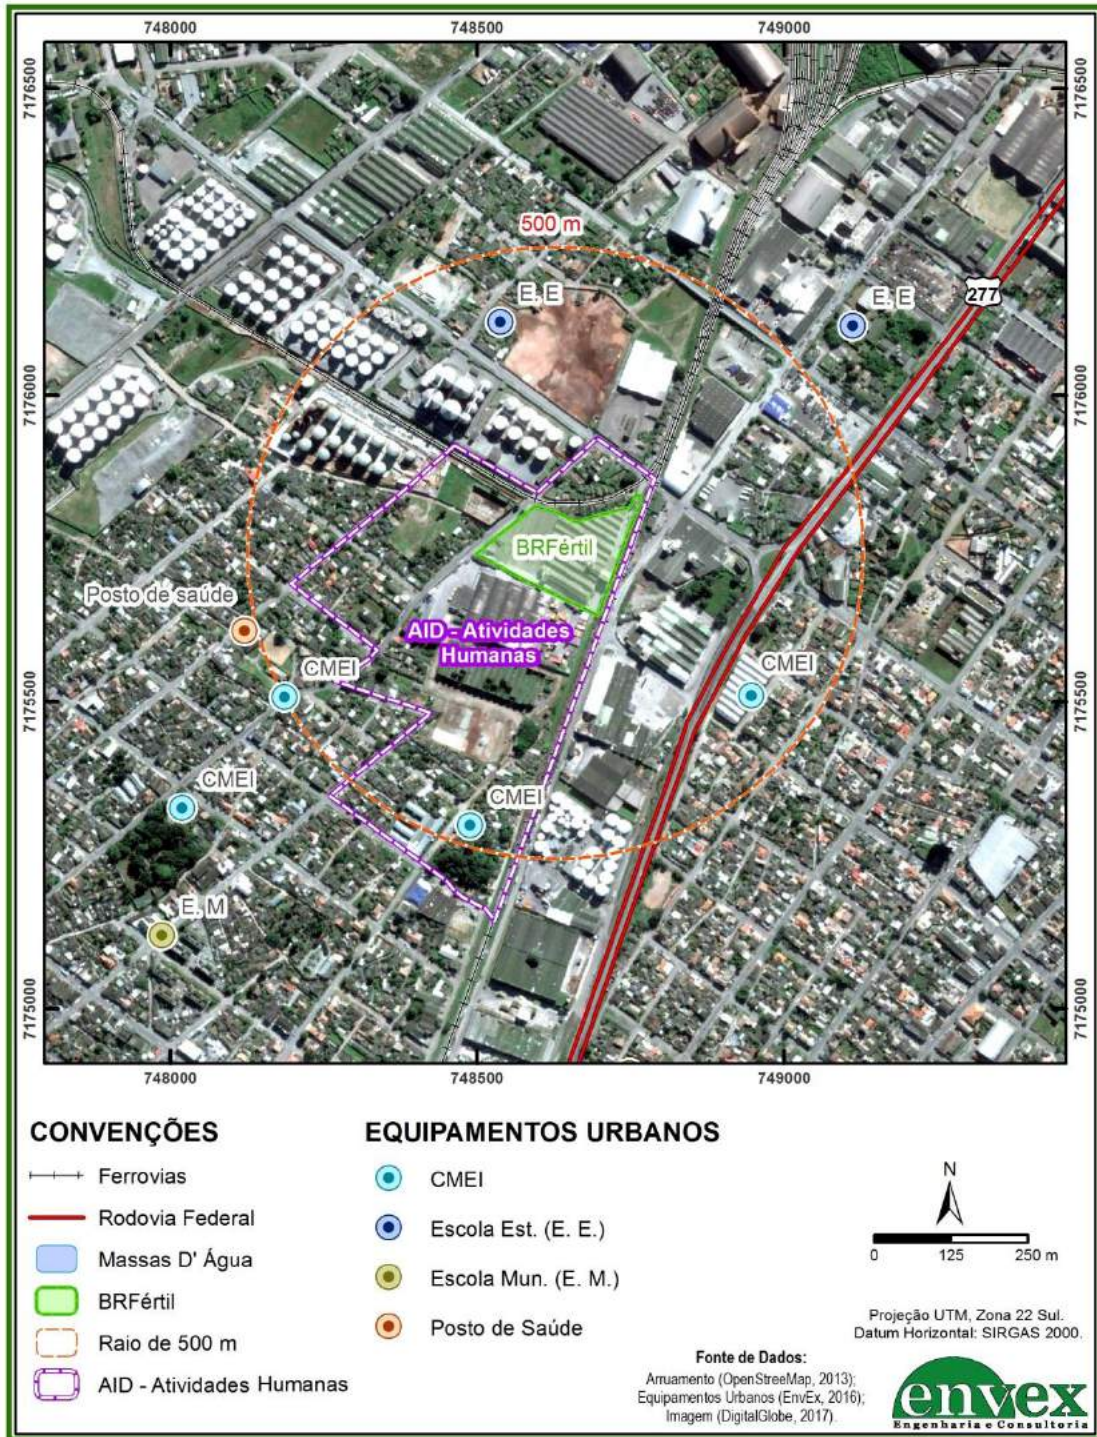 748000 748500 749000
7176500 7176500
500 m
E. E
E. E
277
7176000 7176000
BRFértil
Posto de saúde
AID - Atividades
Humanas
CMEI
CMEI
7175500 7175500
CMEI
CMEI
E. M
7175000 7175000
748000 748500 749000
CONVENÇÕES
Ferrovias
Rodovia Federal
Massas D' Água
BRFértil
Raio de 500 m
AID - Atividades Humanas
EQUIPAMENTOS URBANOS
CMEI
Escola Est. (E. E.)
Escola Mun. (E. M.)
Posto de Saúde
N
0 125 250 m
Projeção UTM, Zona 22 Sul.
Datum Horizontal: SIRGAS 2000.
Fonte de Dados:
Arruamento (OpenStreeMap, 2013);
Equipamentos Urbanos (EnvEx, 2016);
Imagem (DigitalGlobe, 2017).
envex
Engenharia e Consultoria